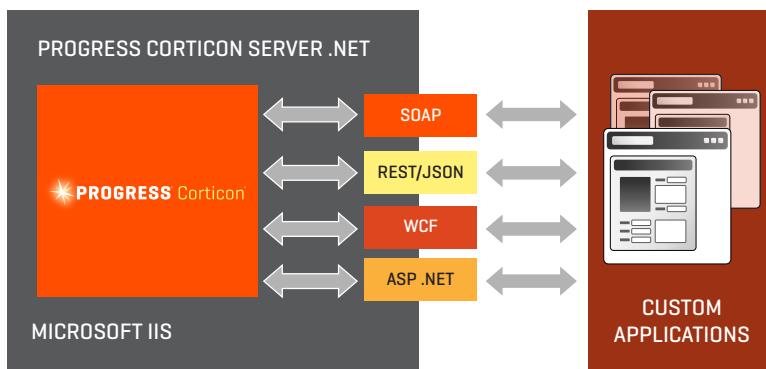 PROGRESS CORTICON SERVER .NET
PROGRESS Corticon
SOAP
REST/JSON
WCF
ASP .NET
MICROSOFT IIS
CUSTOM
APPLICATIONS